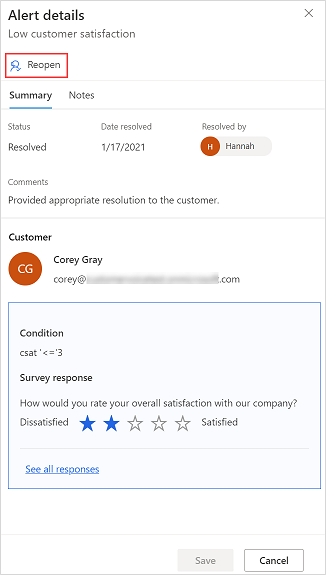 Alert details
Low customer satisfaction
Reopen
Summary Notes
Status Date resolved Resolved by
Resolved 1/17/2021 H Hannah
Comments
Provided appropriate resolution to the customer.
Customer
CG Corey Gray
corey@ .com
Condition
csat '<='3
Survey response
How would you rate your overall satisfaction with our company?
Dissatisfied Satisfied
See all responses
Save Cancel